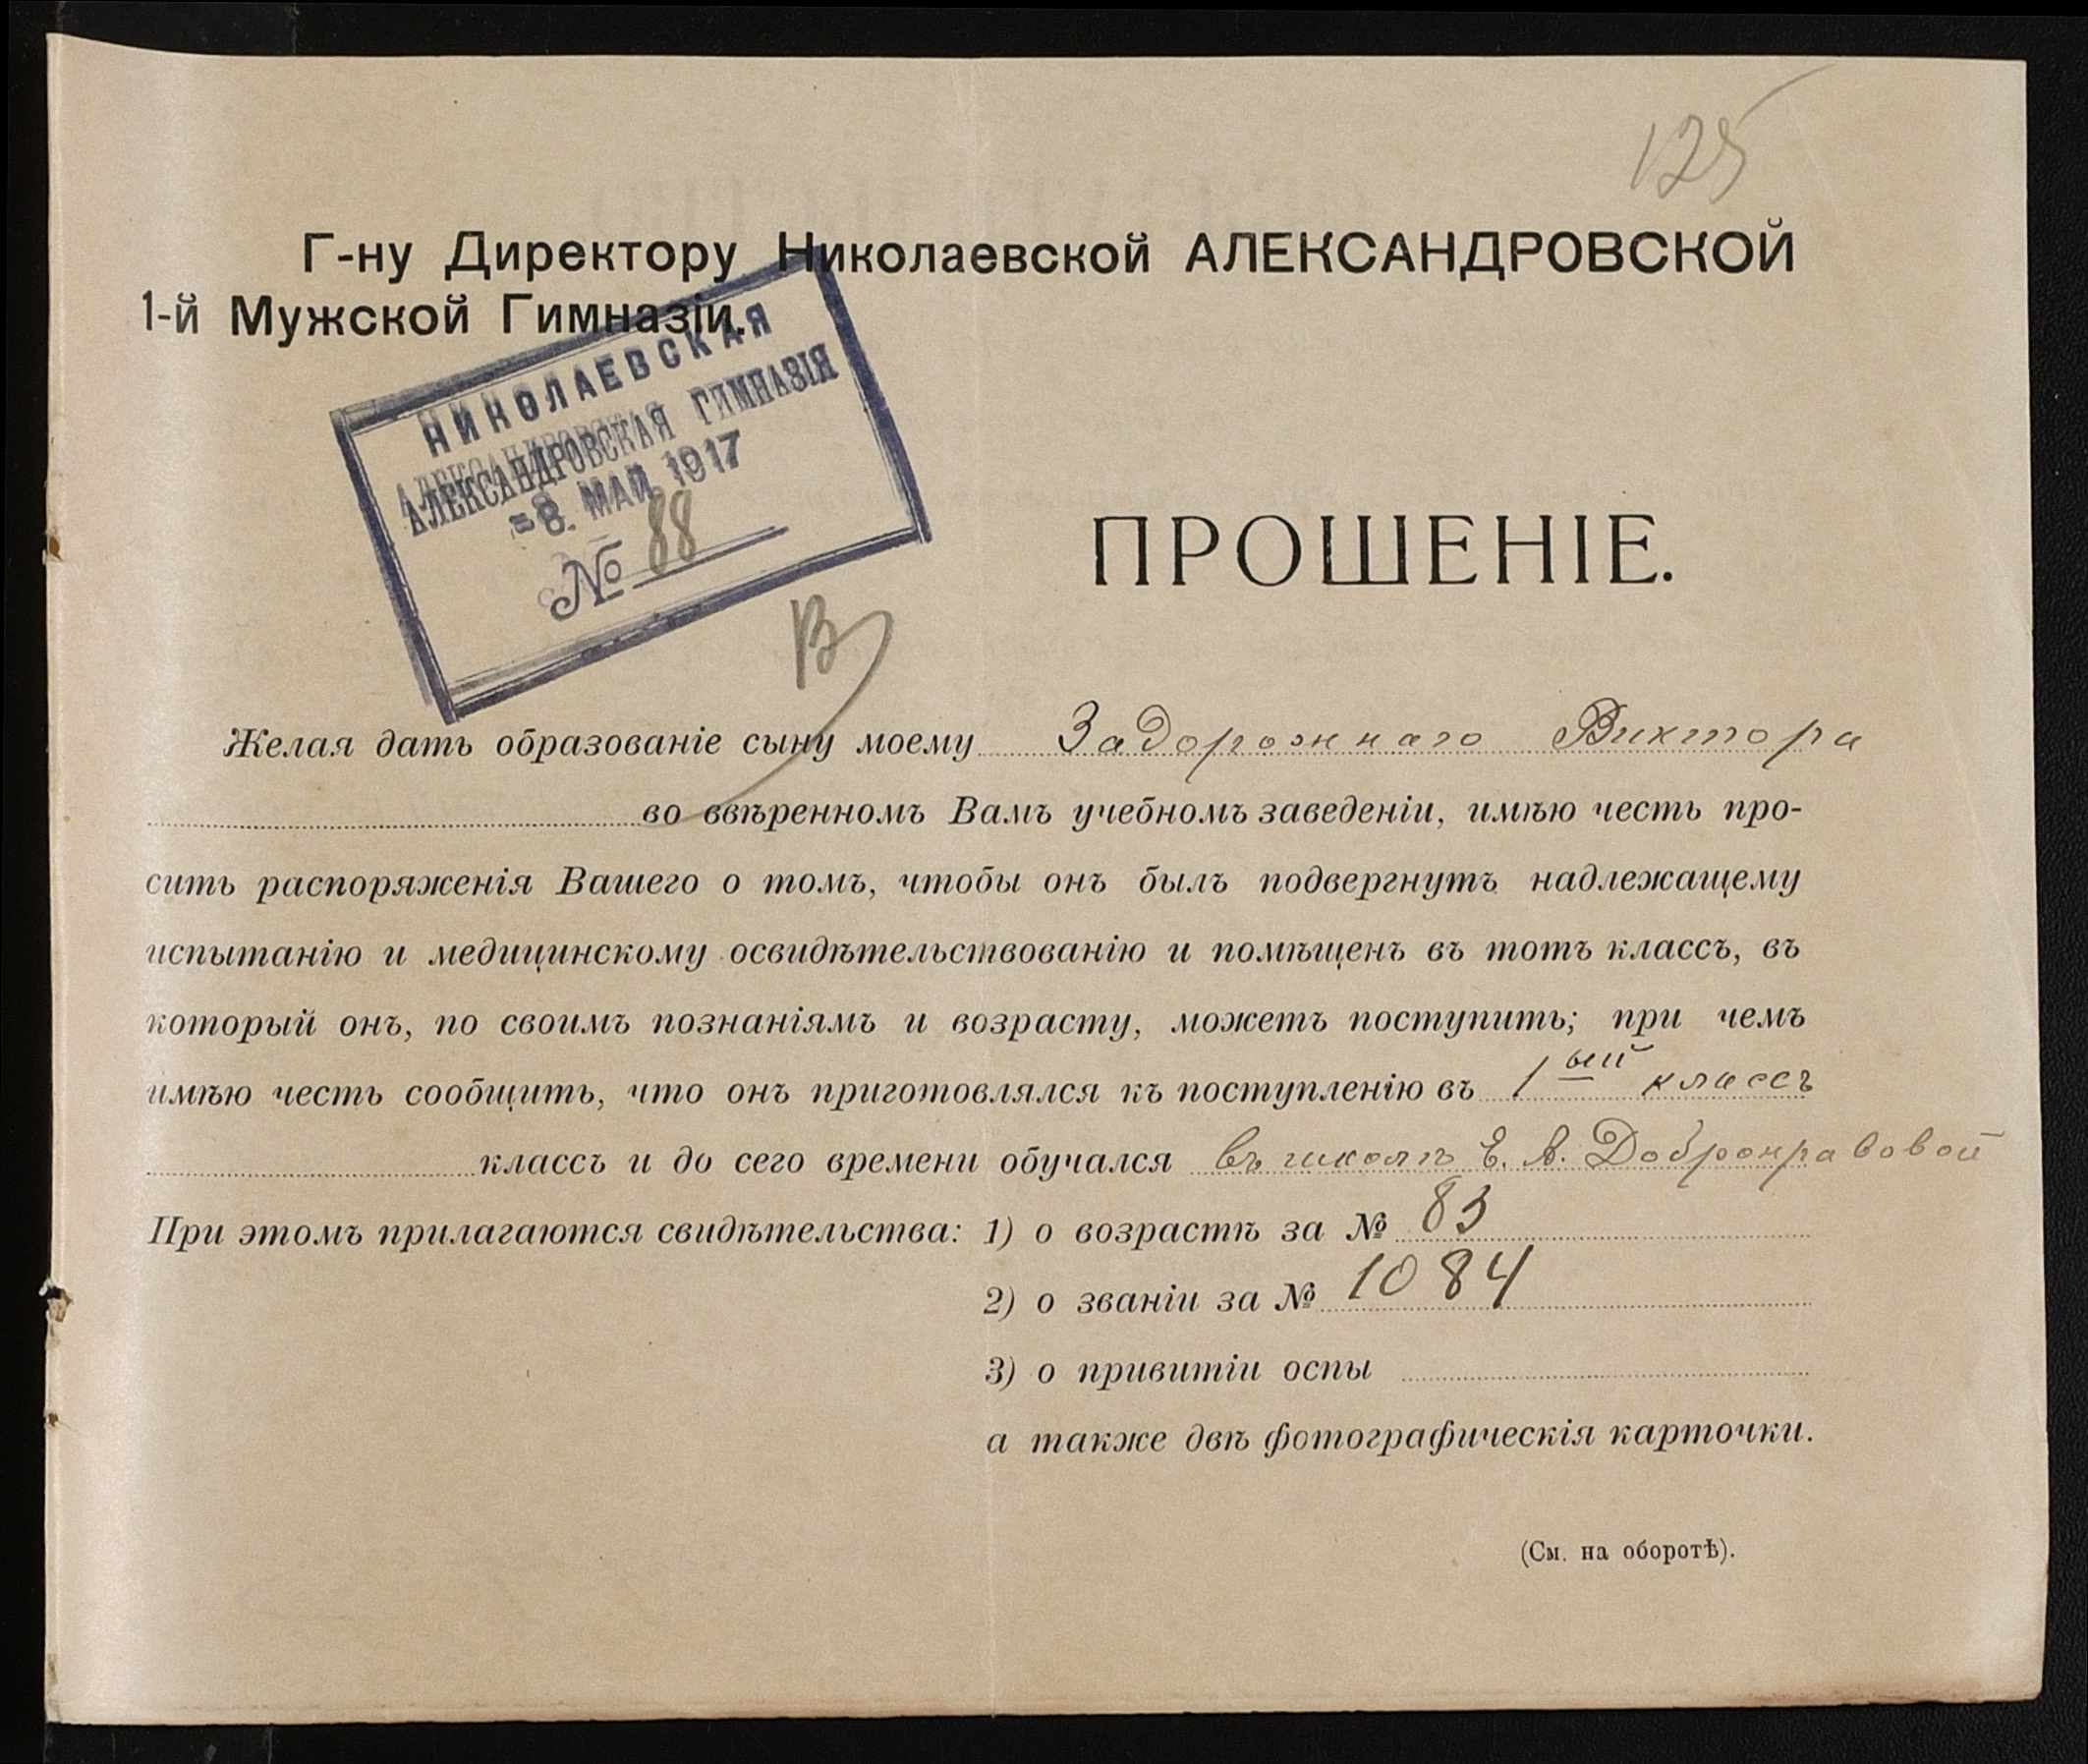 125
Г-ну Директору Николаевской АЛЕКСАНДРОВСКОЙ
1-й Мужской Гимназіи.
НИКОЛАЕВСКАЯ
АЛЕКСАНДРОВСКАЯ ГИМНАЗІЯ
=8. МАЯ 1917
№ 88
ПРОШЕНІЕ.
В
Желая дать образованіе сыну моему Задорожнаго Виктора
во ввѣренномъ Вамъ учебномъ заведеніи, имѣю честь про-
сить распоряженія Вашего о томъ, чтобы онъ былъ подвергнутъ надлежащему
испытанію и медицинскому освидѣтельствованію и помѣщенъ въ тотъ классъ, въ
который онъ, по своимъ познаніямъ и возрасту, можетъ поступить; при чемъ
имѣю честь сообщить, что онъ приготовлялся къ поступленію въ 1ый классъ
классъ и до сего времени обучался въ школѣ Е. А. Добронравовой
При этомъ прилагаются свидѣтельства: 1) о возрастѣ за № 83
2) о званіи за № 1084
3) о привитіи оспы
а также двѣ фотографическія карточки.
(См. на оборотѣ).